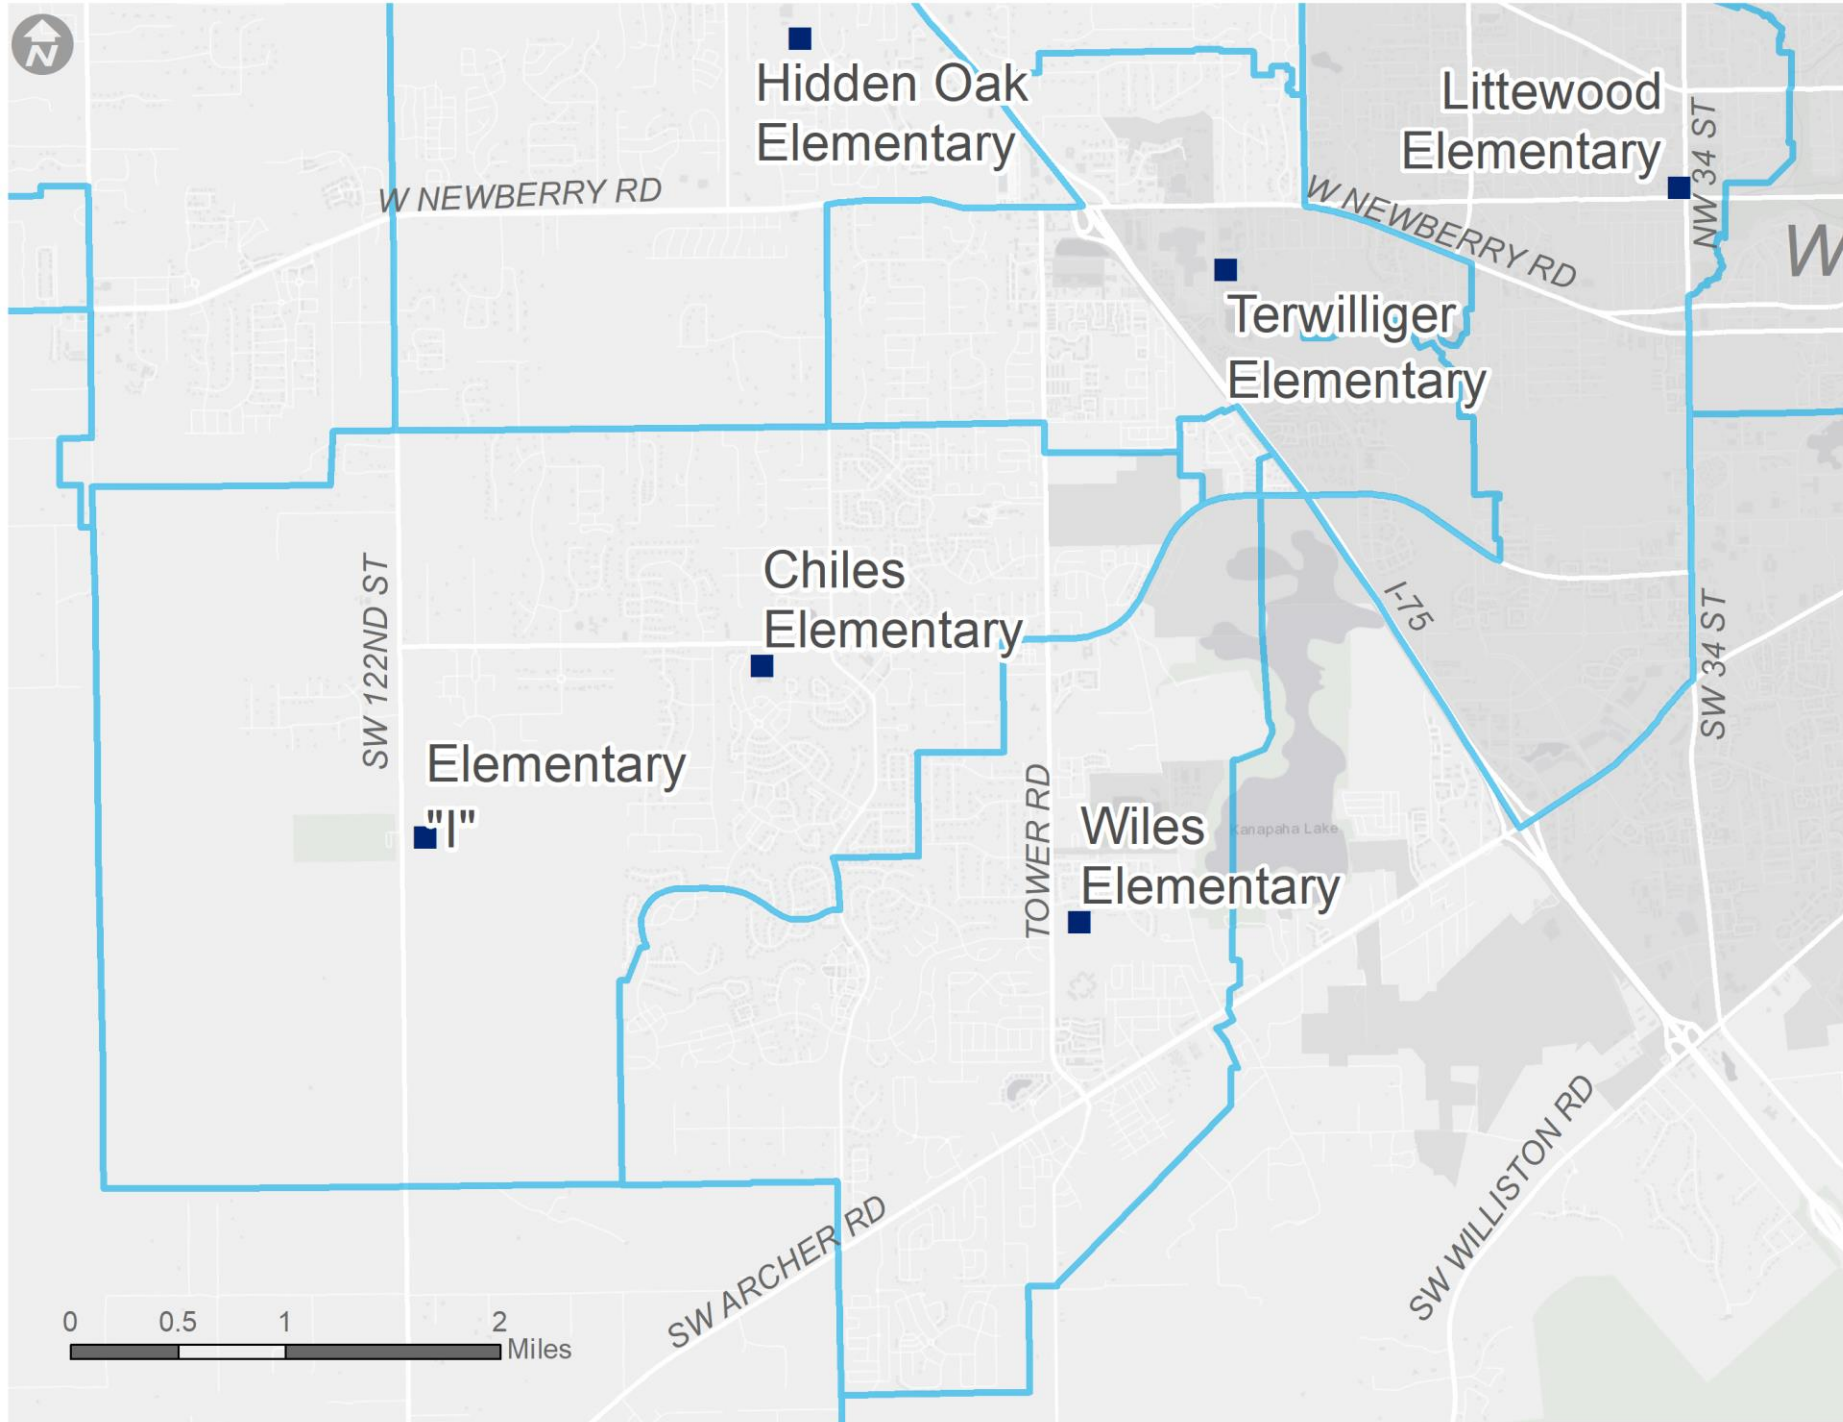 N
Hidden Oak
Elementary
Littewood
Elementary
NW 34 ST
W NEWBERRY RD
W NEWBERRY RD
W
Terwilliger
Elementary
Chiles
Elementary
I-75
SW 122ND ST
SW 34 ST
Elementary
"I"
TOWER RD
Wiles
Elementary
Kanapaha Lake
SW WILLISTON RD
SW ARCHER RD
0 0.5 1 2
Miles